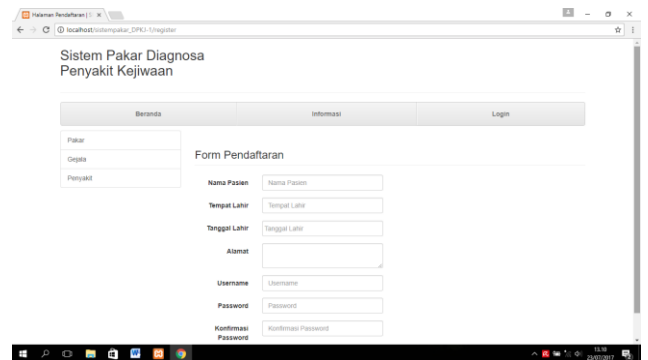 Halaman Pendaftaran | S
localhost/sistempakar_DPKJ-1/register
Sistem Pakar Diagnosa
Penyakit Kejiwaan
Beranda Informasi Login
Pakar
Gejala
Penyakit
Form Pendaftaran
Nama Pasien Nama Pasien
Tempat Lahir Tempat Lahir
Tanggal Lahir Tanggal Lahir
Alamat
Username Username
Password Password
Konfirmasi Konfirmasi Password
Password
13.18
23/07/2017